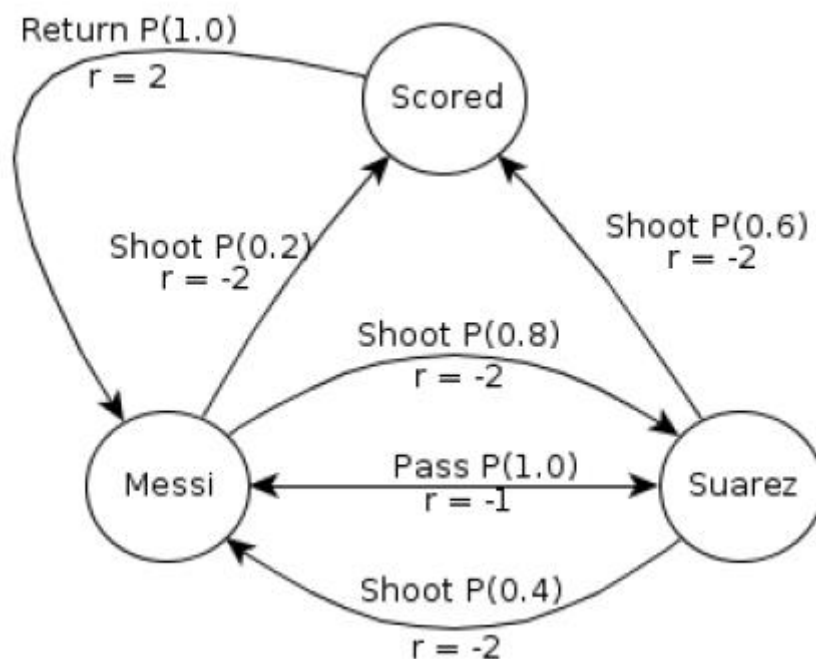 Return P(1.0)
r = 2
Scored
Shoot P(0.2)
r = -2
Shoot P(0.6)
r = -2
Shoot P(0.8)
r = -2
Messi
Pass P(1.0)
r = -1
Suarez
Shoot P(0.4)
r = -2